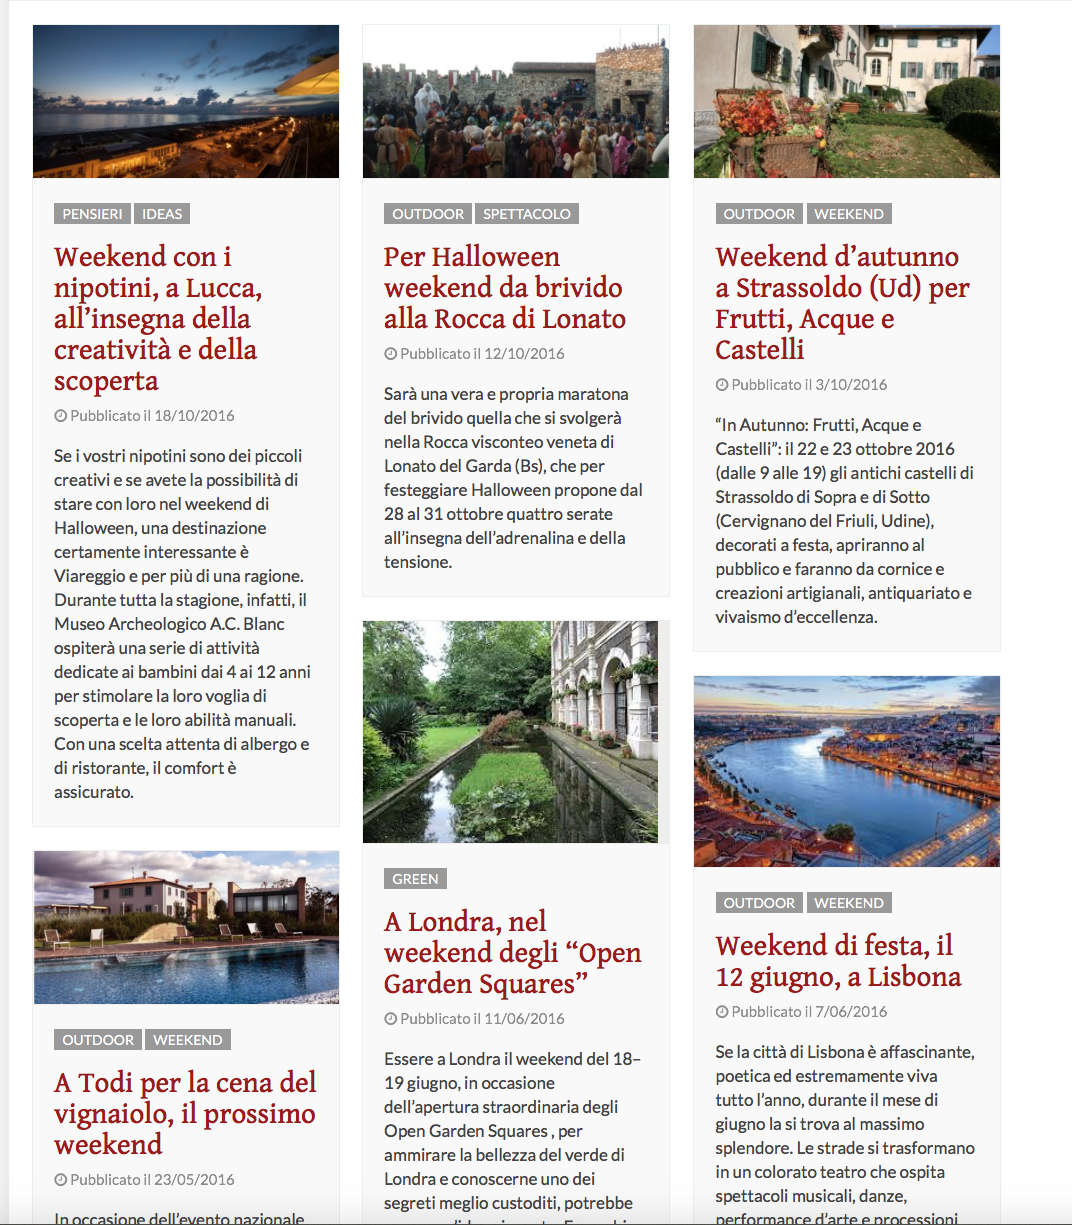 PENSIERI IDEAS
Weekend con i
nipotini, a Lucca,
all’insegna della
creatività e della
scoperta
Pubblicato il 18/10/2016
Se i vostri nipotini sono dei piccoli
creativi e se avete la possibilità di
stare con loro nel weekend di
Halloween, una destinazione
certamente interessante è
Viareggio e per più di una ragione.
Durante tutta la stagione, infatti, il
Museo Archeologico A.C. Blanc
ospiterà una serie di attività
dedicate ai bambini dai 4 ai 12 anni
per stimolare la loro voglia di
scoperta e le loro abilità manuali.
Con una scelta attenta di albergo e
di ristorante, il comfort è
assicurato.
OUTDOOR WEEKEND
A Todi per la cena del
vignaiolo, il prossimo
weekend
Pubblicato il 23/05/2016
In occasione dell’evento nazionale
OUTDOOR SPETTACOLO
Per Halloween
weekend da brivido
alla Rocca di Lonato
Pubblicato il 12/10/2016
Sarà una vera e propria maratona
del brivido quella che si svolgerà
nella Rocca visconteo veneta di
Lonato del Garda (Bs), che per
festeggiare Halloween propone dal
28 al 31 ottobre quattro serate
all’insegna dell’adrenalina e della
tensione.
GREEN
A Londra, nel
weekend degli “Open
Garden Squares”
Pubblicato il 11/06/2016
Essere a Londra il weekend del 18–
19 giugno, in occasione
dell’apertura straordinaria degli
Open Garden Squares , per
ammirare la bellezza del verde di
Londra e conoscerne uno dei
segreti meglio custoditi, potrebbe
OUTDOOR WEEKEND
Weekend d’autunno
a Strassoldo (Ud) per
Frutti, Acque e
Castelli
Pubblicato il 3/10/2016
“In Autunno: Frutti, Acque e
Castelli”: il 22 e 23 ottobre 2016
(dalle 9 alle 19) gli antichi castelli di
Strassoldo di Sopra e di Sotto
(Cervignano del Friuli, Udine),
decorati a festa, apriranno al
pubblico e faranno da cornice e
creazioni artigianali, antiquariato e
vivaismo d’eccellenza.
OUTDOOR WEEKEND
Weekend di festa, il
12 giugno, a Lisbona
Pubblicato il 7/06/2016
Se la città di Lisbona è affascinante,
poetica ed estremamente viva
tutto l’anno, durante il mese di
giugno la si trova al massimo
splendore. Le strade si trasformano
in un colorato teatro che ospita
spettacoli musicali, danze,
performance d’arte e processioni